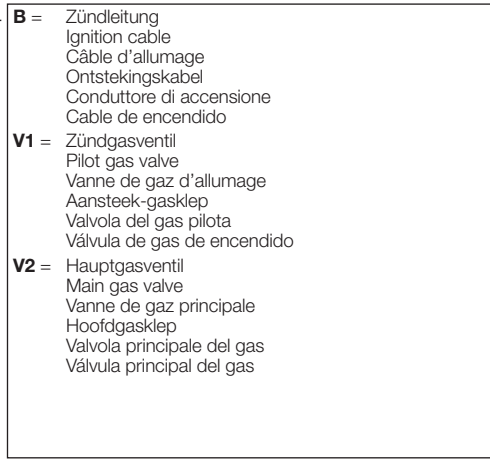 B = Zündleitung
Ignition cable
Câble d'allumage
Ontstekingskabel
Conduttore di accensione
Cable de encendido
V1 = Zündgasventil
Pilot gas valve
Vanne de gaz d'allumage
Aansteek-gasklep
Valvola del gas pilota
Válvula de gas de encendido
V2 = Hauptgasventil
Main gas valve
Vanne de gaz principale
Hoofdgasklep
Valvola principale del gas
Válvula principal del gas